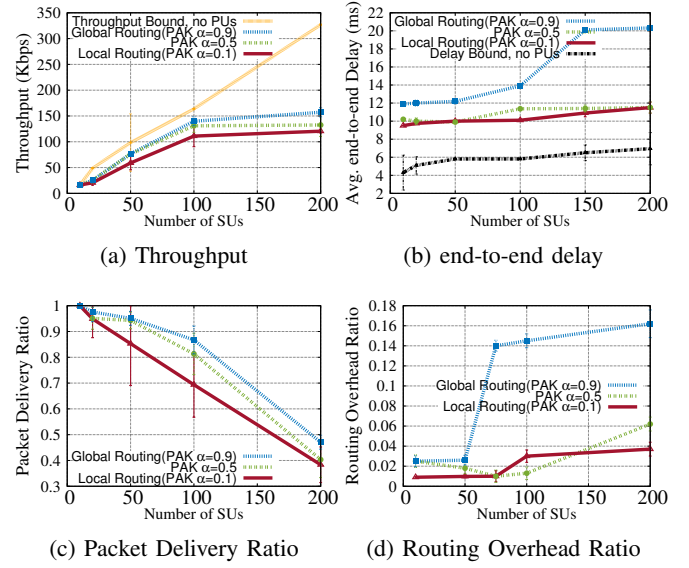 Throughput (Kbps)
350
300
250
200
150
100
50
0
Throughput Bound, no PUs
Global Routing(PAK α=0.9)
PAK α=0.5
Local Routing(PAK α=0.1)
0 50 100 150 200
Number of SUs
(a) Throughput
Avg. end-to-end Delay (ms)
20
18
16
14
12
10
8
6
4
2
Global Routing(PAK α=0.9)
PAK α=0.5
Local Routing(PAK α=0.1)
Delay Bound, no PUs
0 50 100 150 200
Number of SUs
(b) end-to-end delay
Packet Delivery Ratio
1
0.9
0.8
0.7
0.6
0.5
0.4
0.3
Global Routing(PAK α=0.9)
PAK α=0.5
Local Routing(PAK α=0.1)
0 50 100 150 200
Number of SUs
(c) Packet Delivery Ratio
Routing Overhead Ratio
0.18
0.16
0.14
0.12
0.1
0.08
0.06
0.04
0.02
0
Global Routing(PAK α=0.9)
PAK α=0.5
Local Routing(PAK α=0.1)
0 50 100 150 200
Number of SUs
(d) Routing Overhead Ratio